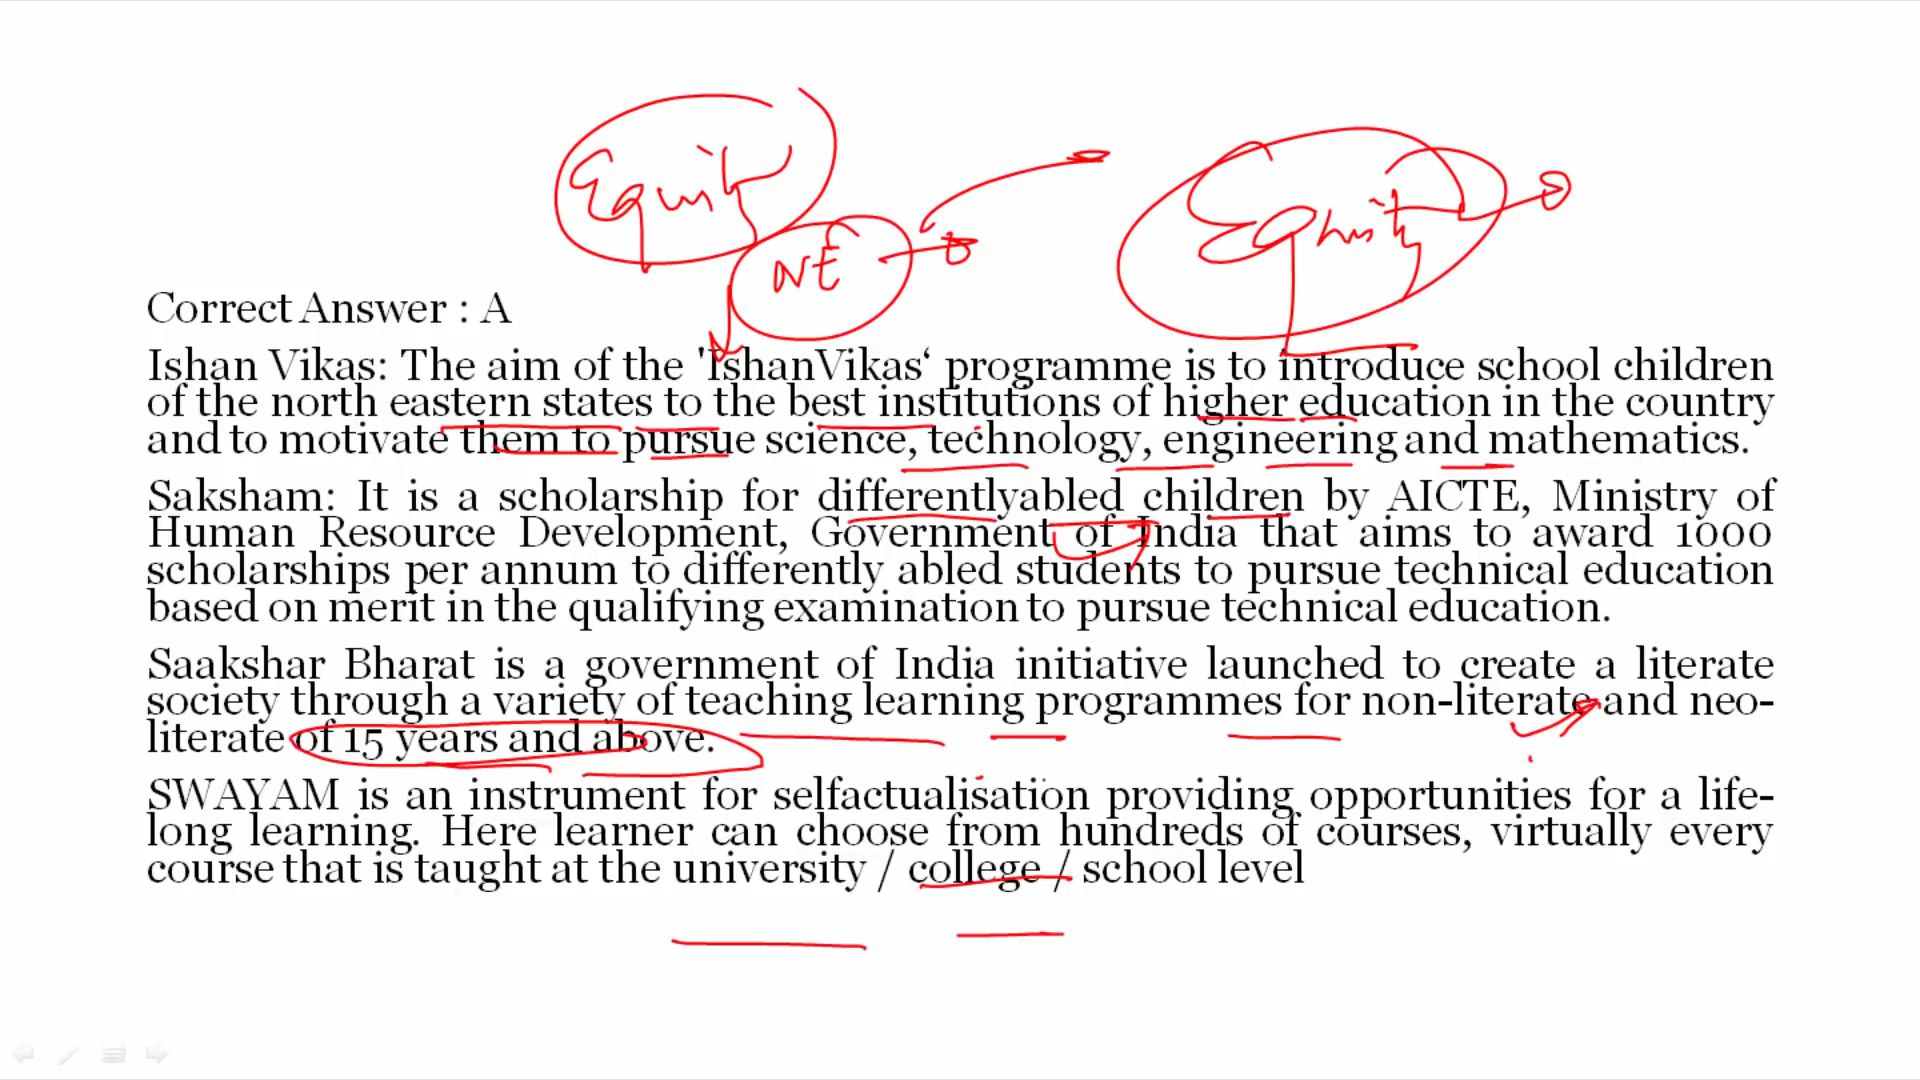 Equity
Equity
NE
Correct Answer : A
Ishan Vikas: The aim of the 'IshanVikas‘ programme is to introduce school children
of the north eastern states to the best institutions of higher education in the country
and to motivate them to pursue science, technology, engineering and mathematics.
Saksham: It is a scholarship for differentlyabled children by AICTE, Ministry of
Human Resource Development, Government of India that aims to award 1000
scholarships per annum to differently abled students to pursue technical education
based on merit in the qualifying examination to pursue technical education.
Saakshar Bharat is a government of India initiative launched to create a literate
society through a variety of teaching learning programmes for non-literate and neo-
literate of 15 years and above.
SWAYAM is an instrument for selfactualisation providing opportunities for a life-
long learning. Here learner can choose from hundreds of courses, virtually every
course that is taught at the university / college / school level